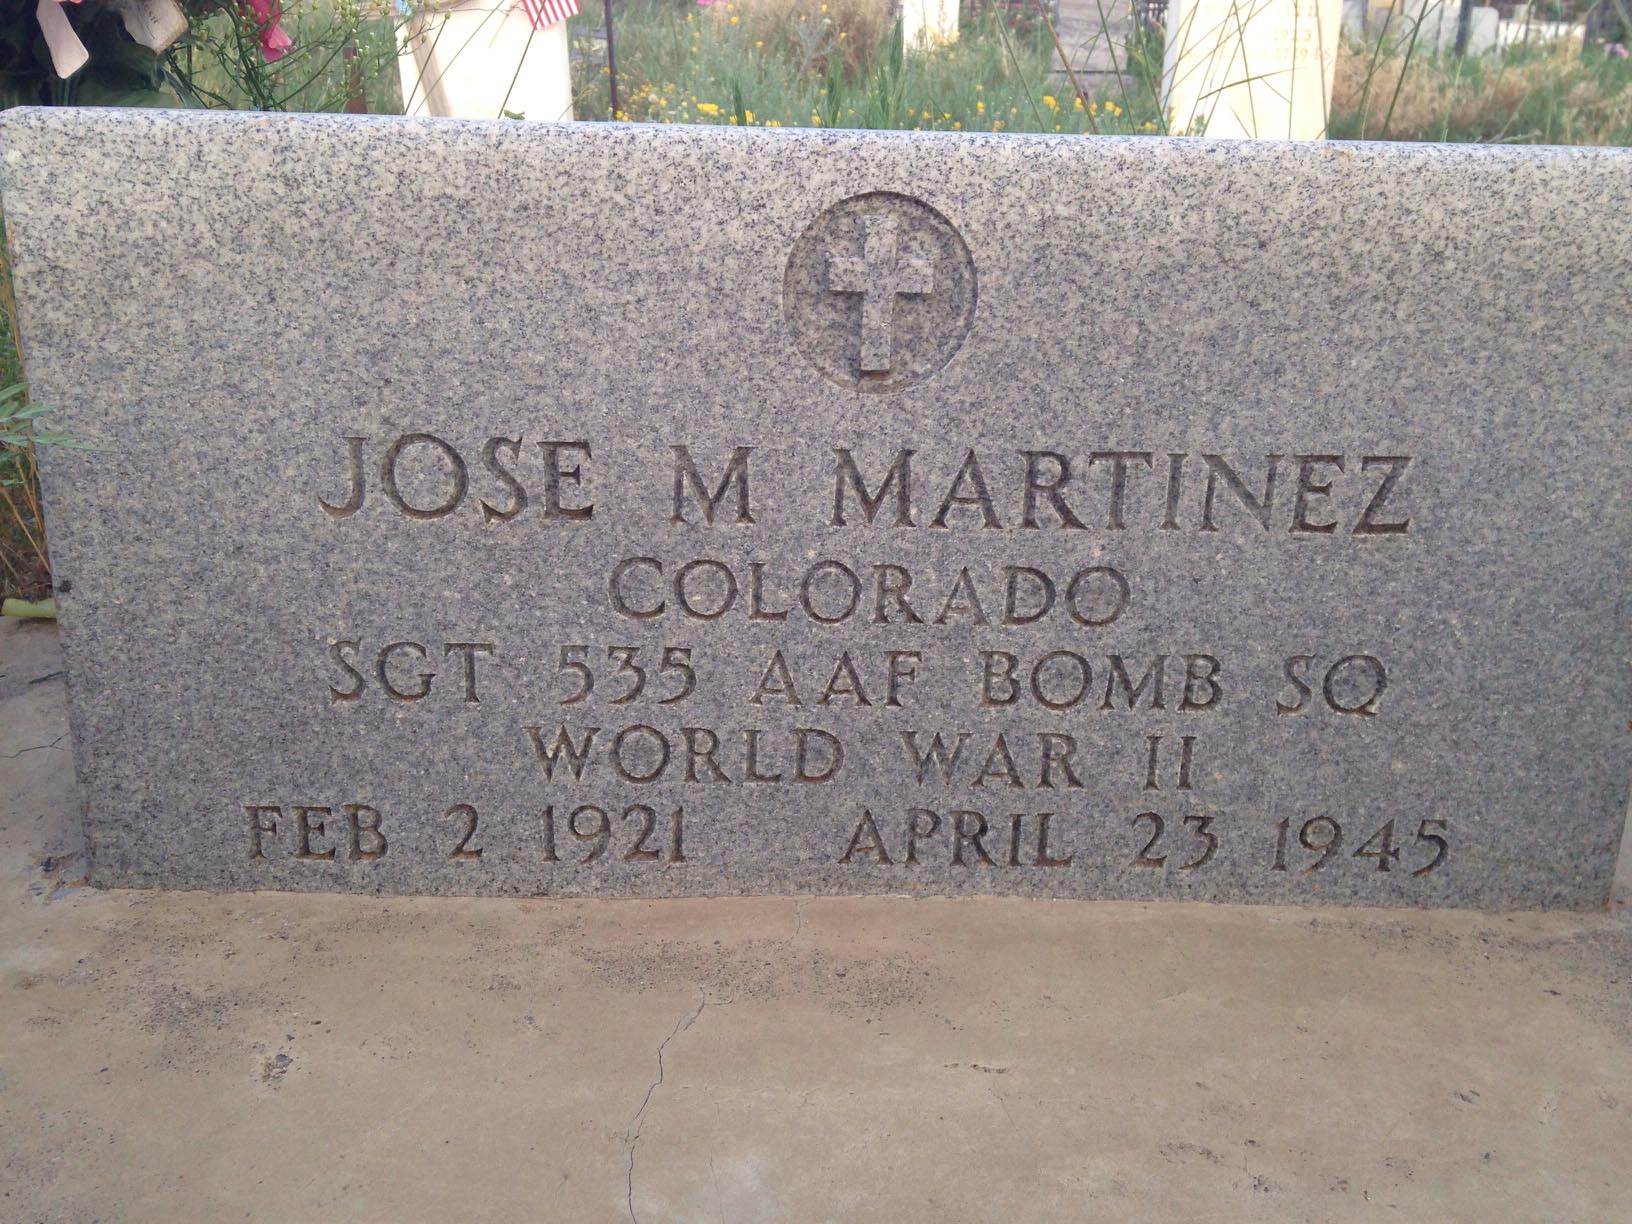 JOSE M MARTINEZ
COLORADO
SGT 535 AAF BOMB SQ
WORLD WAR II
FEB 2 1921 APRIL 23 1945